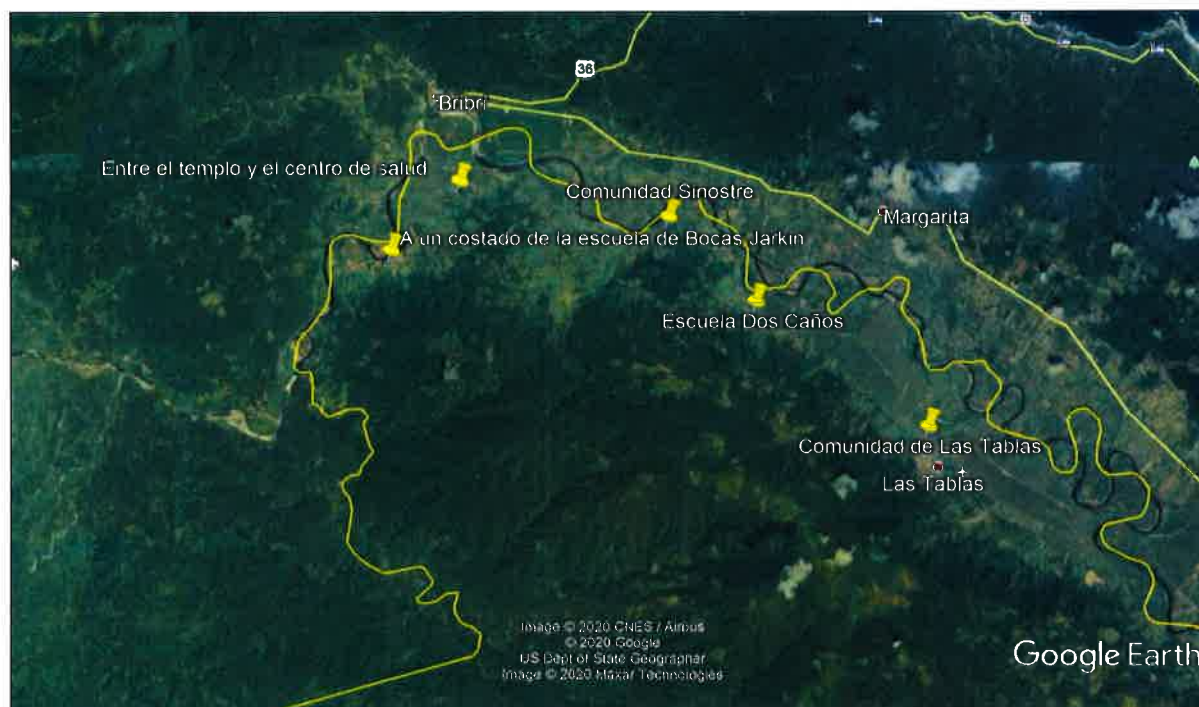 36
Bribri
Entre el templo y el centro de salud
Comunidad Sinostre
Margarita
A un costado de la escuela de Bocas Jarkin
Escuela Dos Caños
Comunidad de Las Tablas
Las Tablas
Image © 2020 CNES / Airbus
© 2020 Google
US Dept of State Geographer
Image © 2020 Maxar Technologies
Google Earth